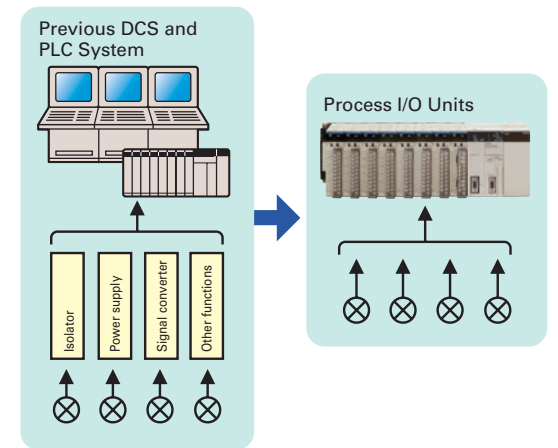 Previous DCS and
PLC System
Process I/O Units
Isolator
Power supply
Signal converter
Other functions